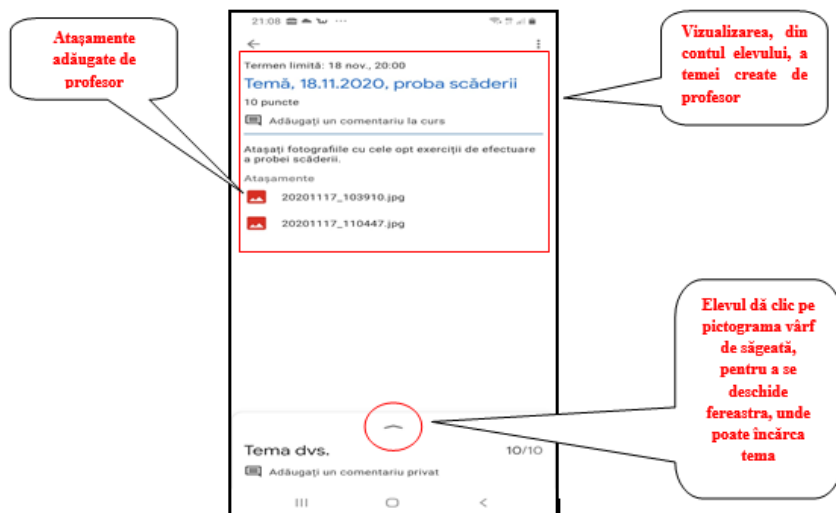 Atașamente
adăugate de
profesor
21:08
Termen limită: 18 nov., 20:00
Temă, 18.11.2020, proba scăderii
10 puncte
Adăugați un comentariu la curs
Atașați fotografiile cu cele opt exerciții de efectuare
a probei scăderii.
Atașamente
20201117_103910.jpg
20201117_110447.jpg
Tema dvs.
10/10
Adăugați un comentariu privat
Vizualizarea, din
contul elevului, a
temei create de
profesor
Elevul dă clic pe
pictograma vârf
de săgeată,
pentru a se
deschide
fereastra, unde
poate încărca
tema